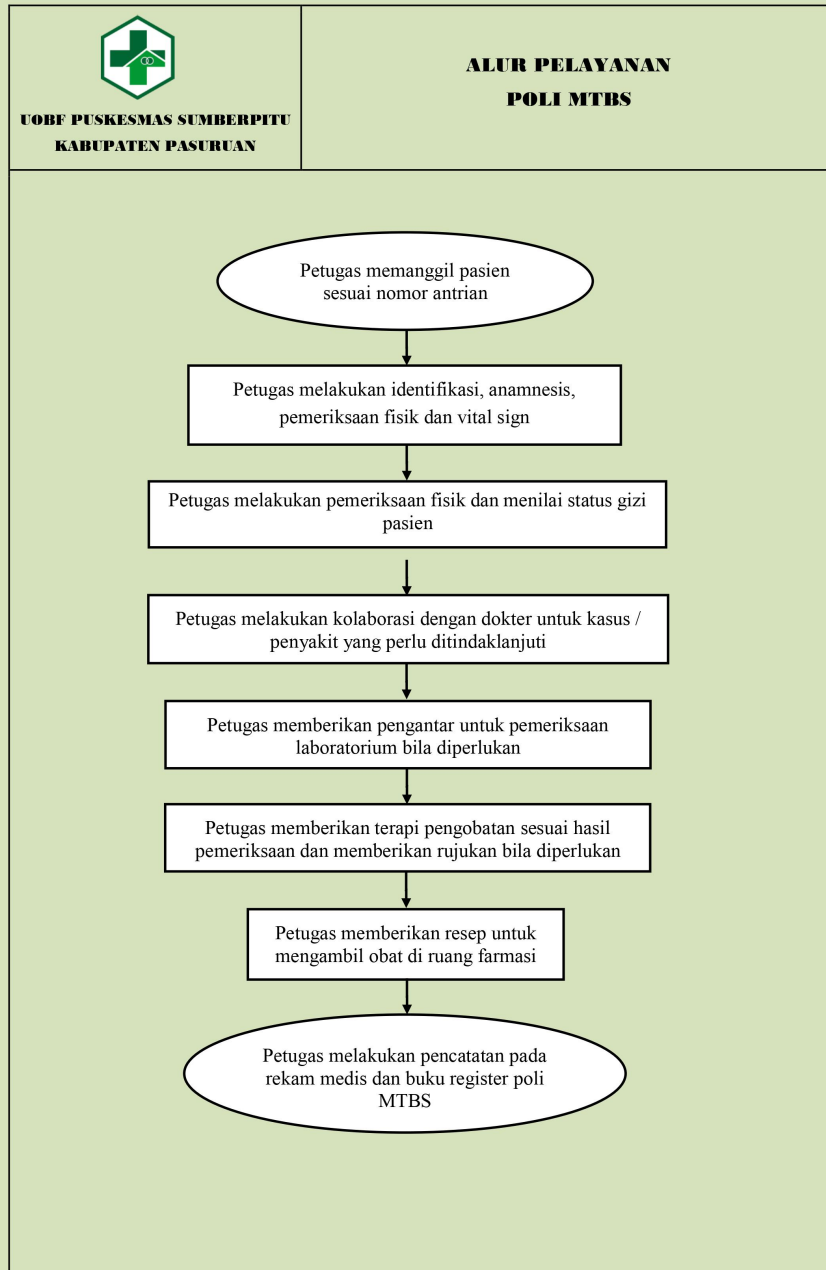 UOBF PUSKESMAS SUMBERPITU
KABUPATEN PASURUAN
ALUR PELAYANAN
POLI MTBS
Petugas memanggil pasien
sesuai nomor antrian
Petugas melakukan identifikasi, anamnesis,
pemeriksaan fisik dan vital sign
Petugas melakukan pemeriksaan fisik dan menilai status gizi
pasien
Petugas melakukan kolaborasi dengan dokter untuk kasus /
penyakit yang perlu ditindaklanjuti
Petugas memberikan pengantar untuk pemeriksaan
laboratorium bila diperlukan
Petugas memberikan terapi pengobatan sesuai hasil
pemeriksaan dan memberikan rujukan bila diperlukan
Petugas memberikan resep untuk
mengambil obat di ruang farmasi
Petugas melakukan pencatatan pada
rekam medis dan buku register poli
MTBS